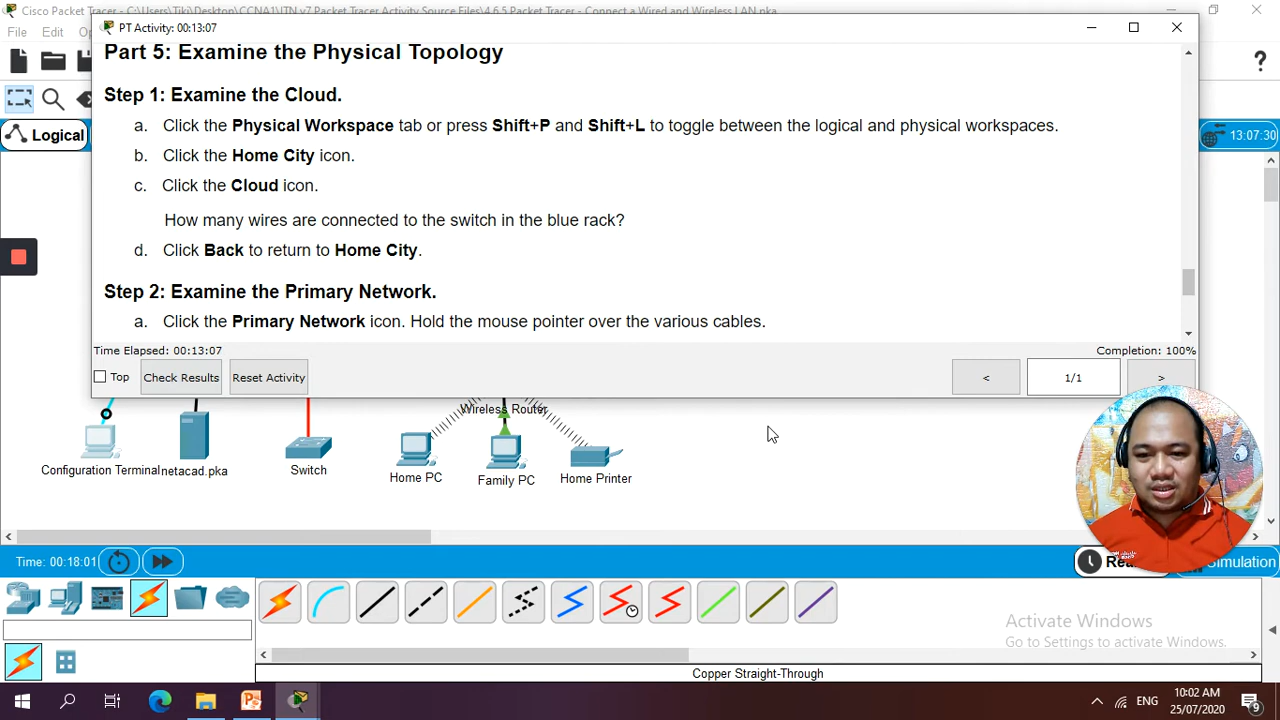 Cisco Packet Tracer - C:\Users\Tiki\Desktop\CCNA1\ITN v7 Packet Tracer Activity Source Files\4.6.5 Packet Tracer - Connect a Wired and Wireless LAN.pka
PT Activity: 00:13:07
File
Edit
Part 5: Examine the Physical Topology
Step 1: Examine the Cloud.
a. Click the Physical Workspace tab or press Shift+P and Shift+L to toggle between the logical and physical workspaces.
Logical
13:07:30
b. Click the Home City icon.
c. Click the Cloud icon.
How many wires are connected to the switch in the blue rack?
d. Click Back to return to Home City.
Step 2: Examine the Primary Network.
a. Click the Primary Network icon. Hold the mouse pointer over the various cables.
Time Elapsed: 00:13:07
Completion: 100%
Top
Check Results
Reset Activity
<
1/1
>
Wireless Router
Configuration Terminal
netacad.pka
Switch
Home PC
Family PC
Home Printer
Time: 00:18:01
Simulation
Activate Windows
Go to Settings to activate Windows.
Copper Straight-Through
ENG
10:02 AM
25/07/2020
9